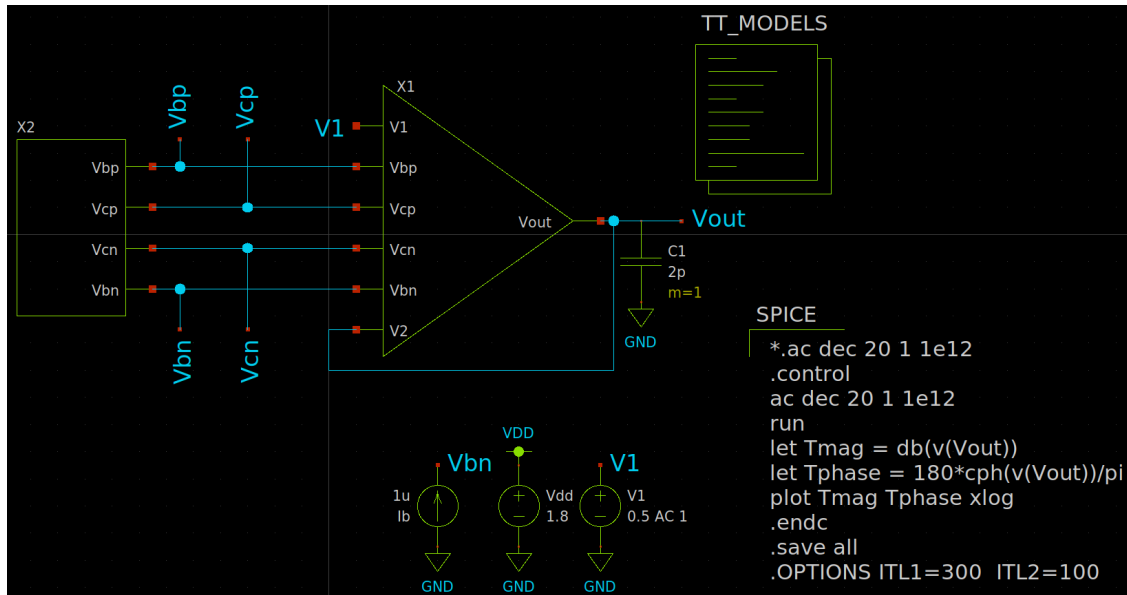 TT_MODELS
X2
Vbp
Vcp
X1
V1
V1
Vbp
Vbp
Vcp
Vcp
Vout
Vout
Vcn
Vcn
Vbn
Vbn
V2
C1
2p
m=1
GND
Vbn
Vcn
SPICE
*.ac dec 20 1 1e12
.control
ac dec 20 1 1e12
run
let Tmag = db(v(Vout))
let Tphase = 180*cph(v(Vout))/pi
plot Tmag Tphase xlog
.endc
.save all
.OPTIONS ITL1=300 ITL2=100
VDD
Vbn
V1
1u
Ib
Vdd
1.8
V1
0.5 AC 1
GND
GND
GND